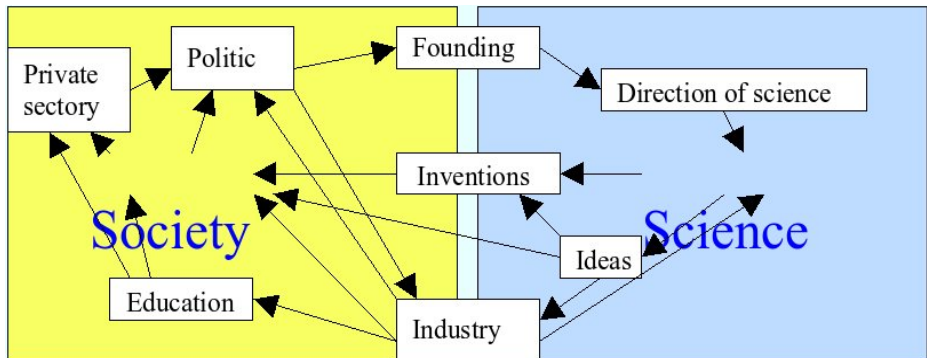 Private
sectory
Politic
Founding
Direction of science
Inventions
Society
Science
Ideas
Education
Industry